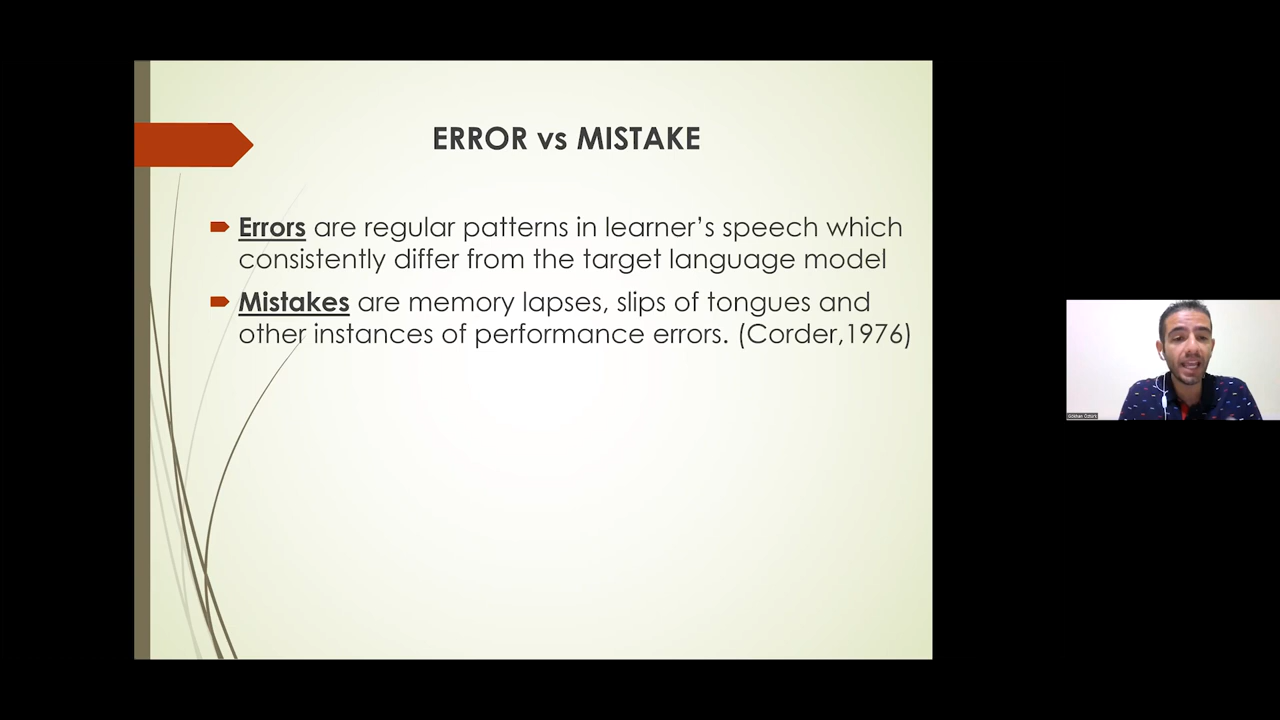 ERROR vs MISTAKE
Errors are regular patterns in learner's speech which
consistently differ from the target language model
Mistakes are memory lapses, slips of tongues and
other instances of performance errors. (Corder,1976)